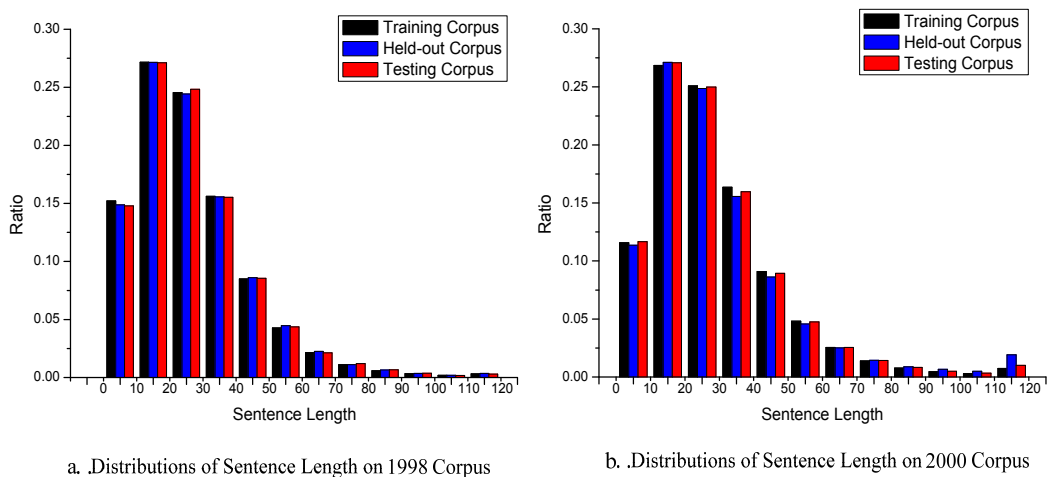 0.30
0.25
0.20
0.15
0.10
0.05
0.00
Ratio
Training Corpus
Held-out Corpus
Testing Corpus
0 10 20 30 40 50 60 70 80 90 100 110 120
Sentence Length
a. .Distributions of Sentence Length on 1998 Corpus
0.30
0.25
0.20
0.15
0.10
0.05
0.00
Ratio
Training Corpus
Held-out Corpus
Testing Corpus
0 10 20 30 40 50 60 70 80 90 100 110 120
Sentence Length
b. .Distributions of Sentence Length on 2000 Corpus